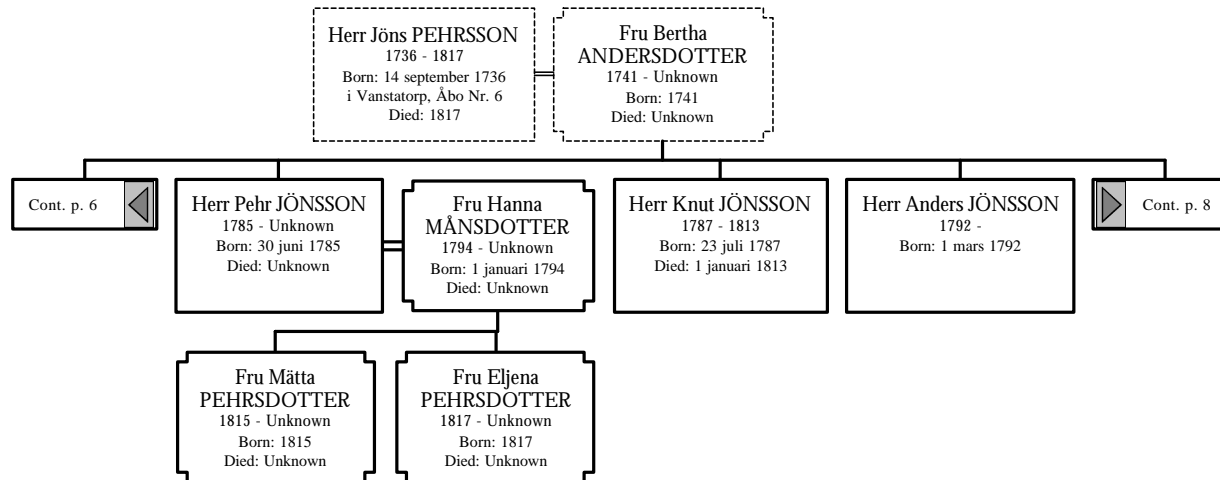 Herr Jöns PEHRSSON
1736 - 1817
Born: 14 september 1736
i Vanstatorp, Åbo Nr. 6
Died: 1817
Fru Bertha
ANDERSDOTTER
1741 - Unknown
Born: 1741
Died: Unknown
Cont. p. 6
Herr Pehr JÖNSSON
1785 - Unknown
Born: 30 juni 1785
Died: Unknown
Fru Hanna
MÅNSDOTTER
1794 - Unknown
Born: 1 januari 1794
Died: Unknown
Herr Knut JÖNSSON
1787 - 1813
Born: 23 juli 1787
Died: 1 januari 1813
Herr Anders JÖNSSON
1792 -
Born: 1 mars 1792
Cont. p. 8
Fru Mätta
PEHRSDOTTER
1815 - Unknown
Born: 1815
Died: Unknown
Fru Eljena
PEHRSDOTTER
1817 - Unknown
Born: 1817
Died: Unknown